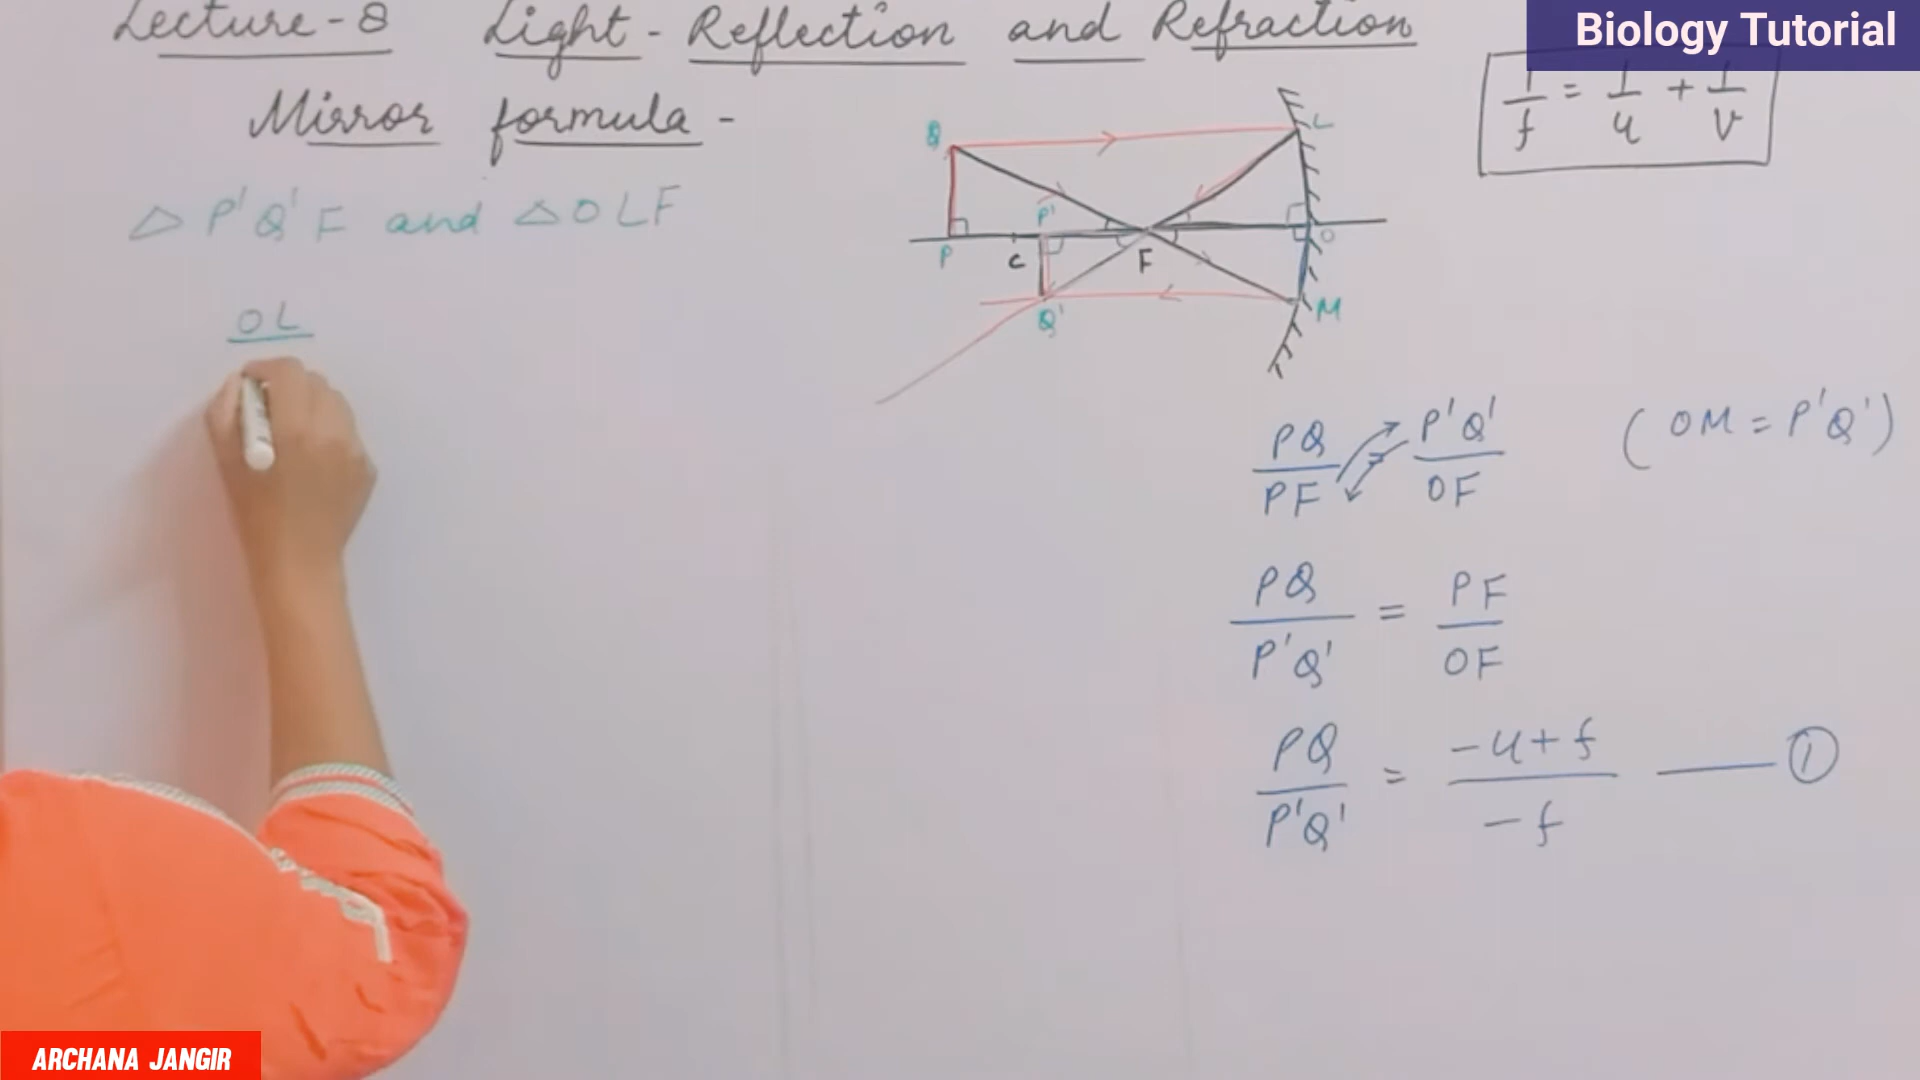 Biology Tutorial
Lecture-8 Light-Reflection and Refraction
Mirror formula -
1/f = 1/u + 1/v
△ P'Q'F and △OLF
OL
Q
L
P'
P
C
F
O
Q'
M
PQ/PF = P'Q'/OF (OM = P'Q')
PQ/P'Q' = PF/OF
PQ/P'Q' = -u+f/-f ①
ARCHANA JANGIR